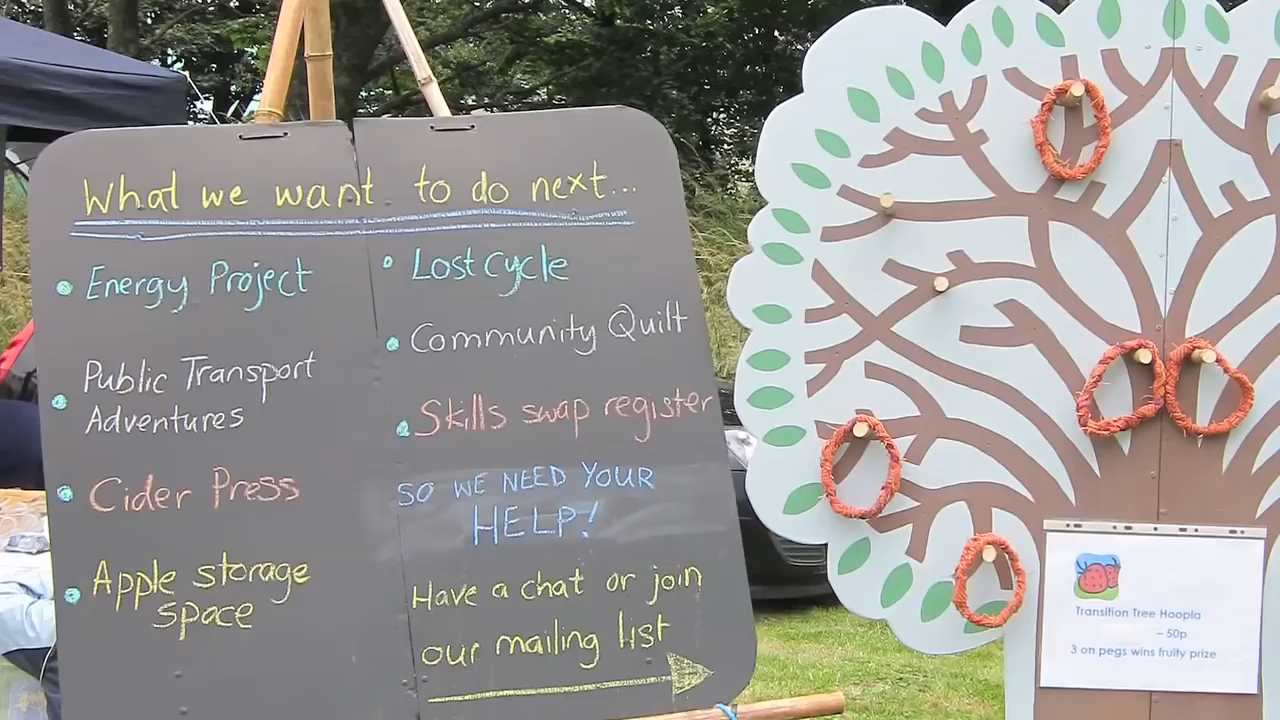 What we want to do next...
• Energy Project
• Public Transport
Adventures
• Cider Press
• Apple storage
space
• Lost cycle
• Community Quilt
• Skills swap register
SO WE NEED YOUR
HELP!
Have a chat or join
our mailing list
Transition Tree Hoopla
– 50p
3 on pegs wins fruity prize